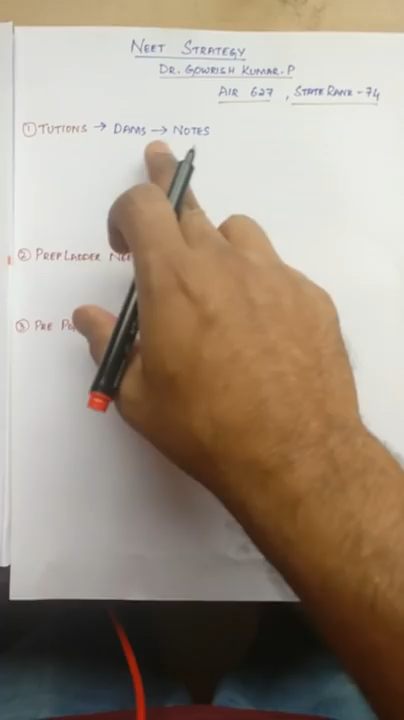 NEET STRATEGY
DR. GOWRISH KUMAR. P
AIR 627 , STATE RANK - 74
① TUTIONS → DAMS → NOTES
② PREPLADDER
③ PRE